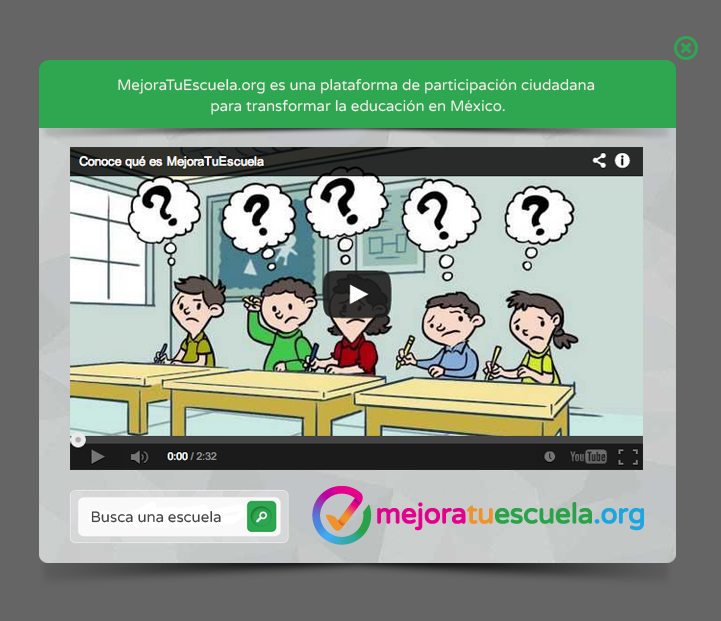 MejoraTuEscuela.org es una plataforma de participación ciudadana
para transformar la educación en México.
Conoce qué es MejoraTuEscuela
? ? ? ? ?
0:00 / 2:32
YouTube
Busca una escuela
mejoratuescuela.org